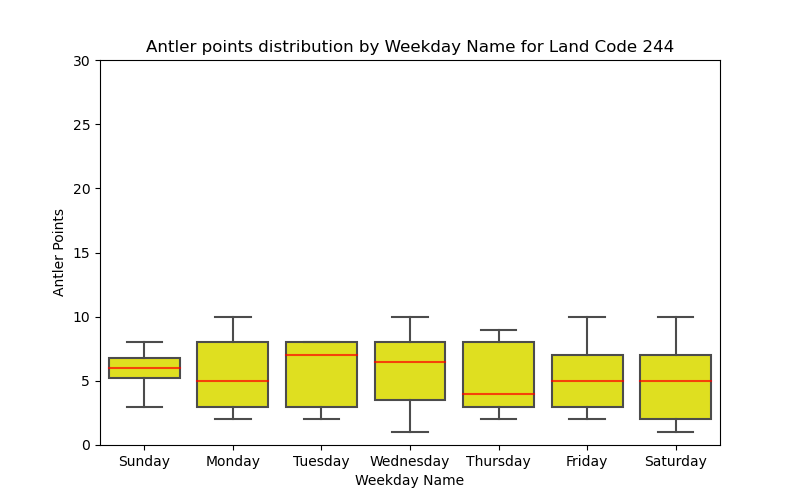 Antler points distribution by Weekday Name for Land Code 244
30
25
20
15
10
5
0
Antler Points
Sunday Monday Tuesday Wednesday Thursday Friday Saturday
Weekday Name